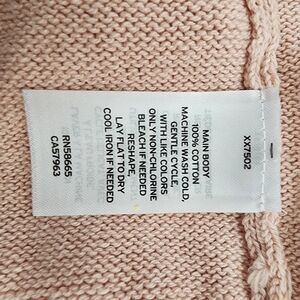 XX7502
MAIN BODY
100% COTTON
MACHINE WASH COLD,
GENTLE CYCLE,
WITH LIKE COLORS
ONLY NON-CHLORINE
BLEACH IF NEEDED
RESHAPE,
LAY FLAT TO DRY
COOL IRON IF NEEDED
RN58665
CA57963